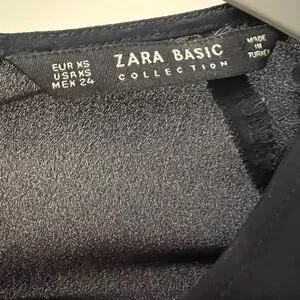 EUR XS
USA XS
MEX 24
ZARA BASIC
COLLECTION
MADE
IN
TURKEY